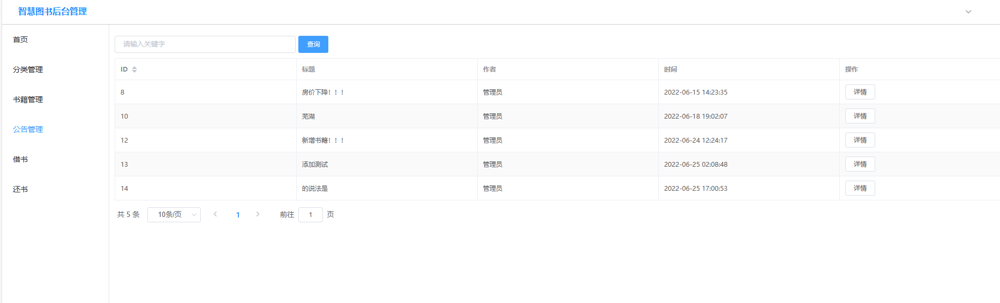 智慧图书后台管理
首页
分类管理
书籍管理
公告管理
借书
还书
请输入关键字 查询
ID 标题 作者 时间 操作
8 房价下降！！！ 管理员 2022-06-15 14:23:35 详情
10 芜湖 管理员 2022-06-18 19:02:07 详情
12 新增书籍！！！ 管理员 2022-06-24 12:24:17 详情
13 添加测试 管理员 2022-06-25 02:08:48 详情
14 的说法是 管理员 2022-06-25 17:00:53 详情
共 5 条 10条/页 1 前往 1 页